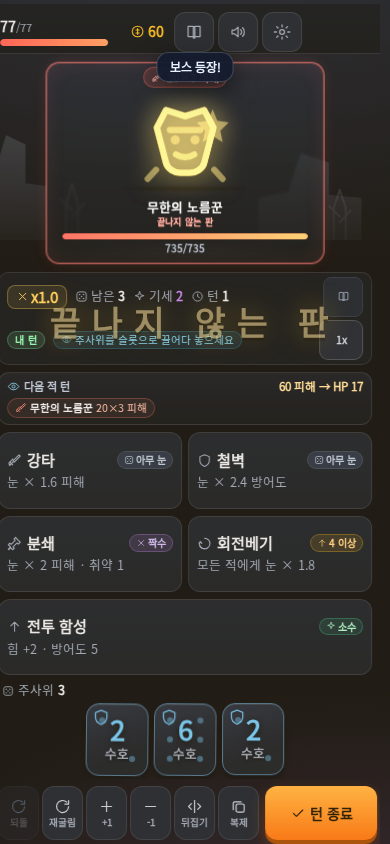 77/77
60
보스 등장!
무한의 노름꾼
끝나지 않는 판
735/735
x1.0 남은 3 기세 2 턴 1
끝나지 않는 판
내 턴 주사위를 슬롯으로 끌어다 놓으세요
1x
다음 적 턴 60 피해 → HP 17
무한의 노름꾼 20×3 피해
강타 아무 눈
눈 × 1.6 피해
철벽 아무 눈
눈 × 2.4 방어도
분쇄 짝수
눈 × 2 피해 · 취약 1
회전베기 4 이상
모든 적에게 눈 × 1.8
전투 함성 소수
힘 +2 · 방어도 5
주사위 3
2
수호
6
수호
2
수호
되돌
재굴림
+1
-1
뒤집기
복제
턴 종료